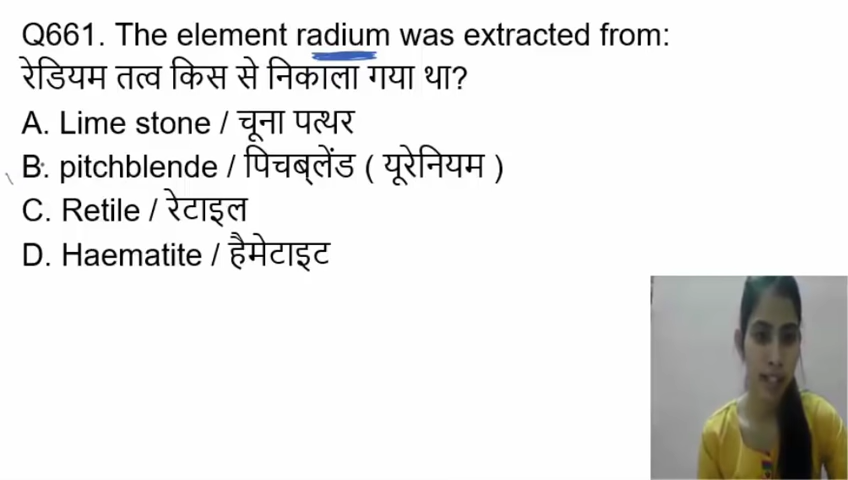 Q661. The element radium was extracted from:
रेडियम तत्व किस से निकाला गया था?
A. Lime stone / चूना पत्थर
B. pitchblende / पिचब्लेंड ( यूरेनियम )
C. Retile / रेटाइल
D. Haematite / हैमेटाइट